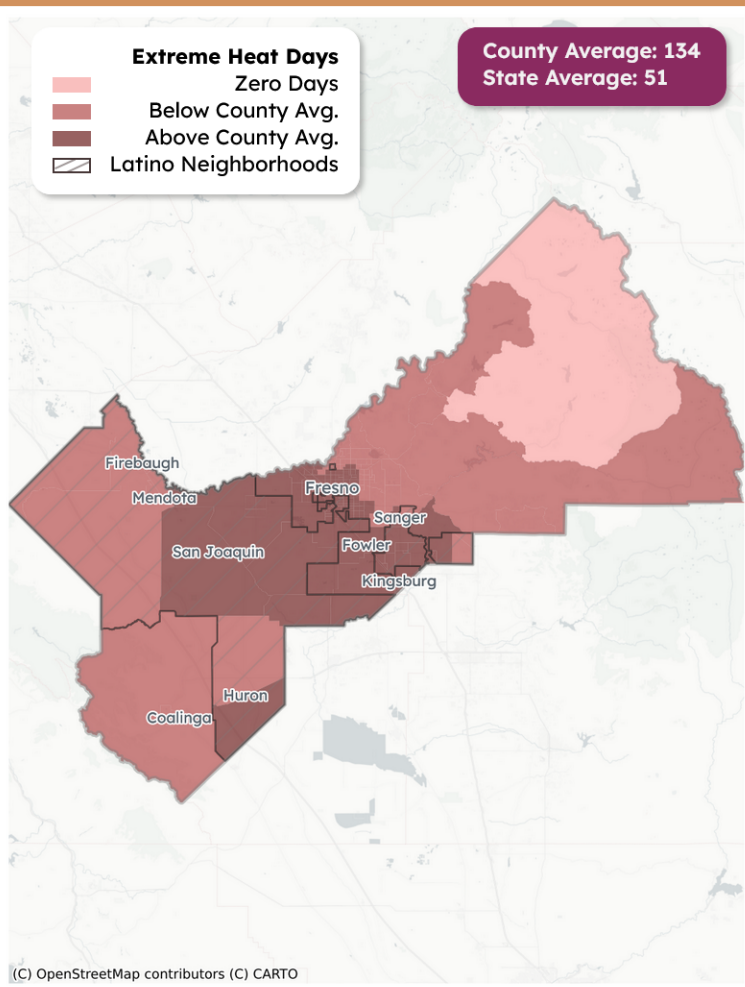 Extreme Heat Days
Zero Days
Below County Avg.
Above County Avg.
Latino Neighborhoods
County Average: 134
State Average: 51
Firebaugh
Mendota
Fresno
Sanger
San Joaquin
Fowler
Kingsburg
Huron
Coalinga
(C) OpenStreetMap contributors (C) CARTO